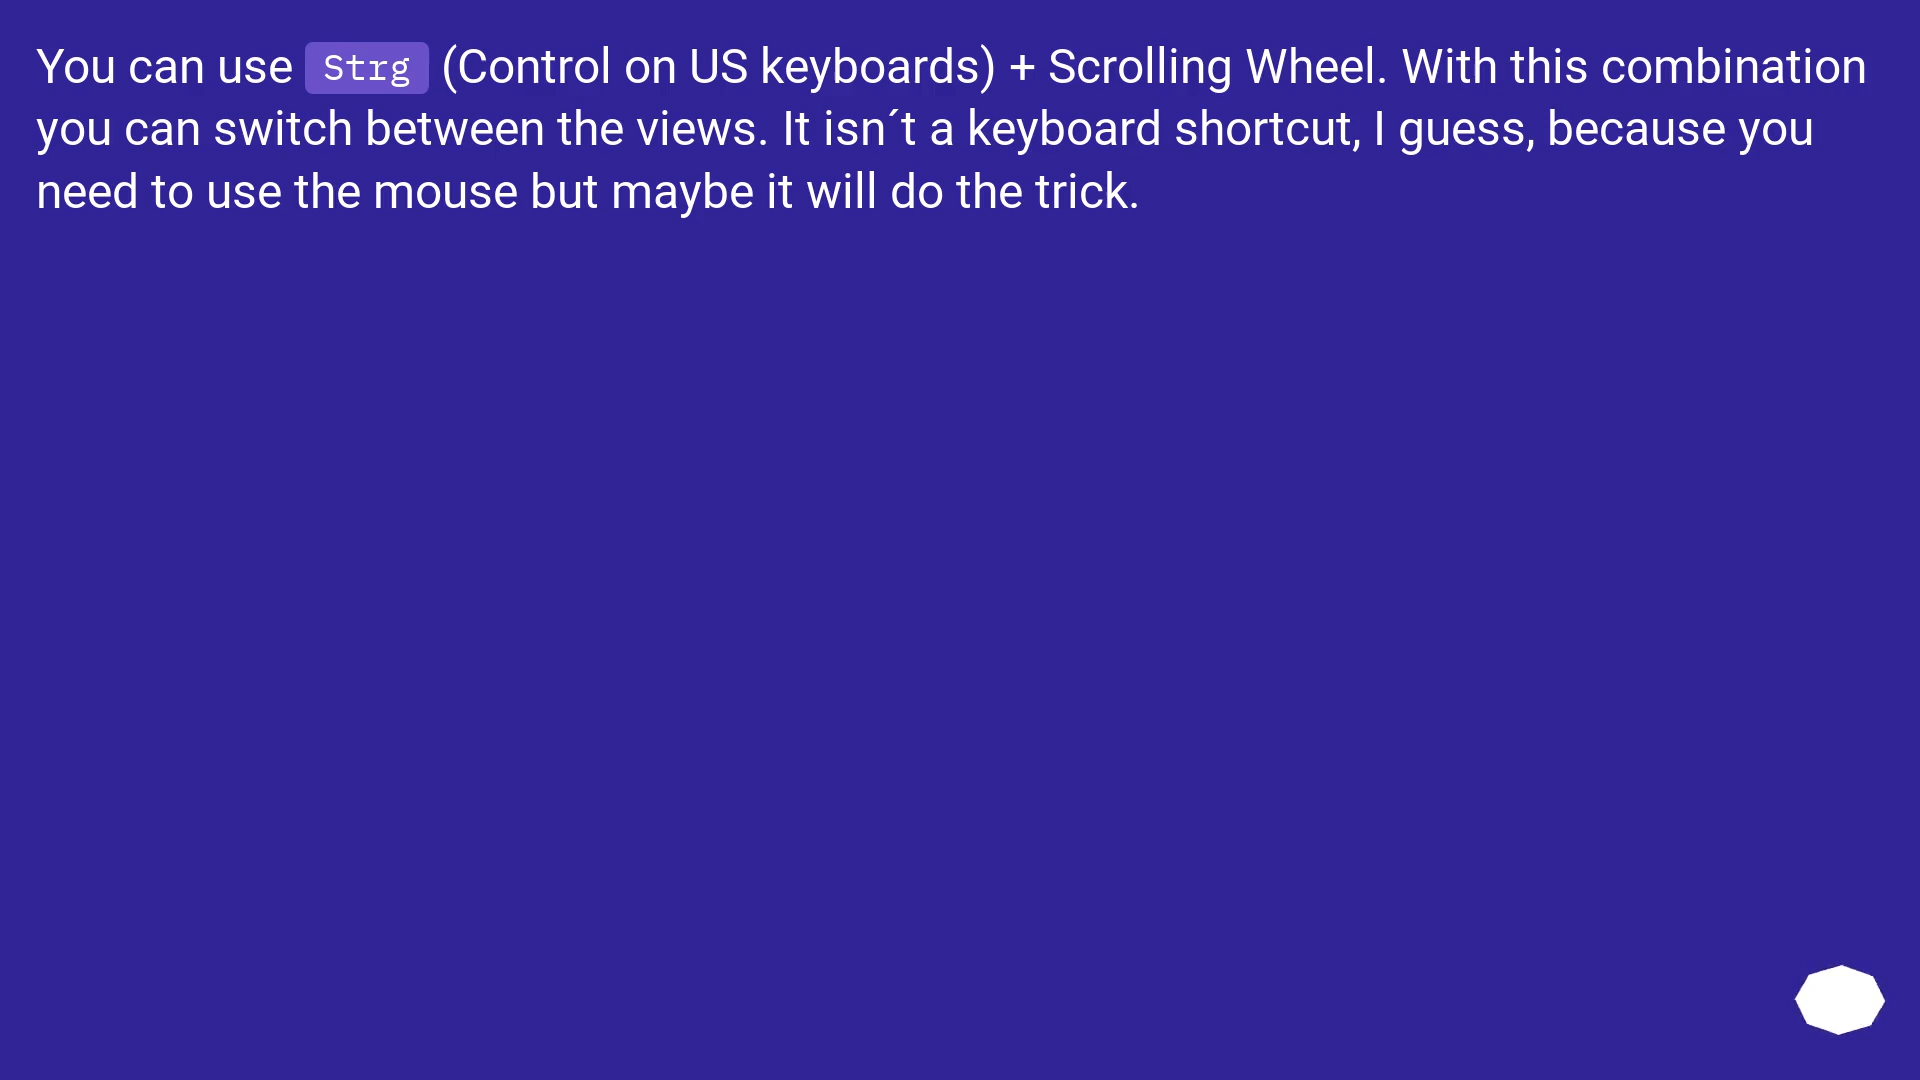 You can use Strg (Control on US keyboards) + Scrolling Wheel. With this combination
you can switch between the views. It isn´t a keyboard shortcut, I guess, because you
need to use the mouse but maybe it will do the trick.